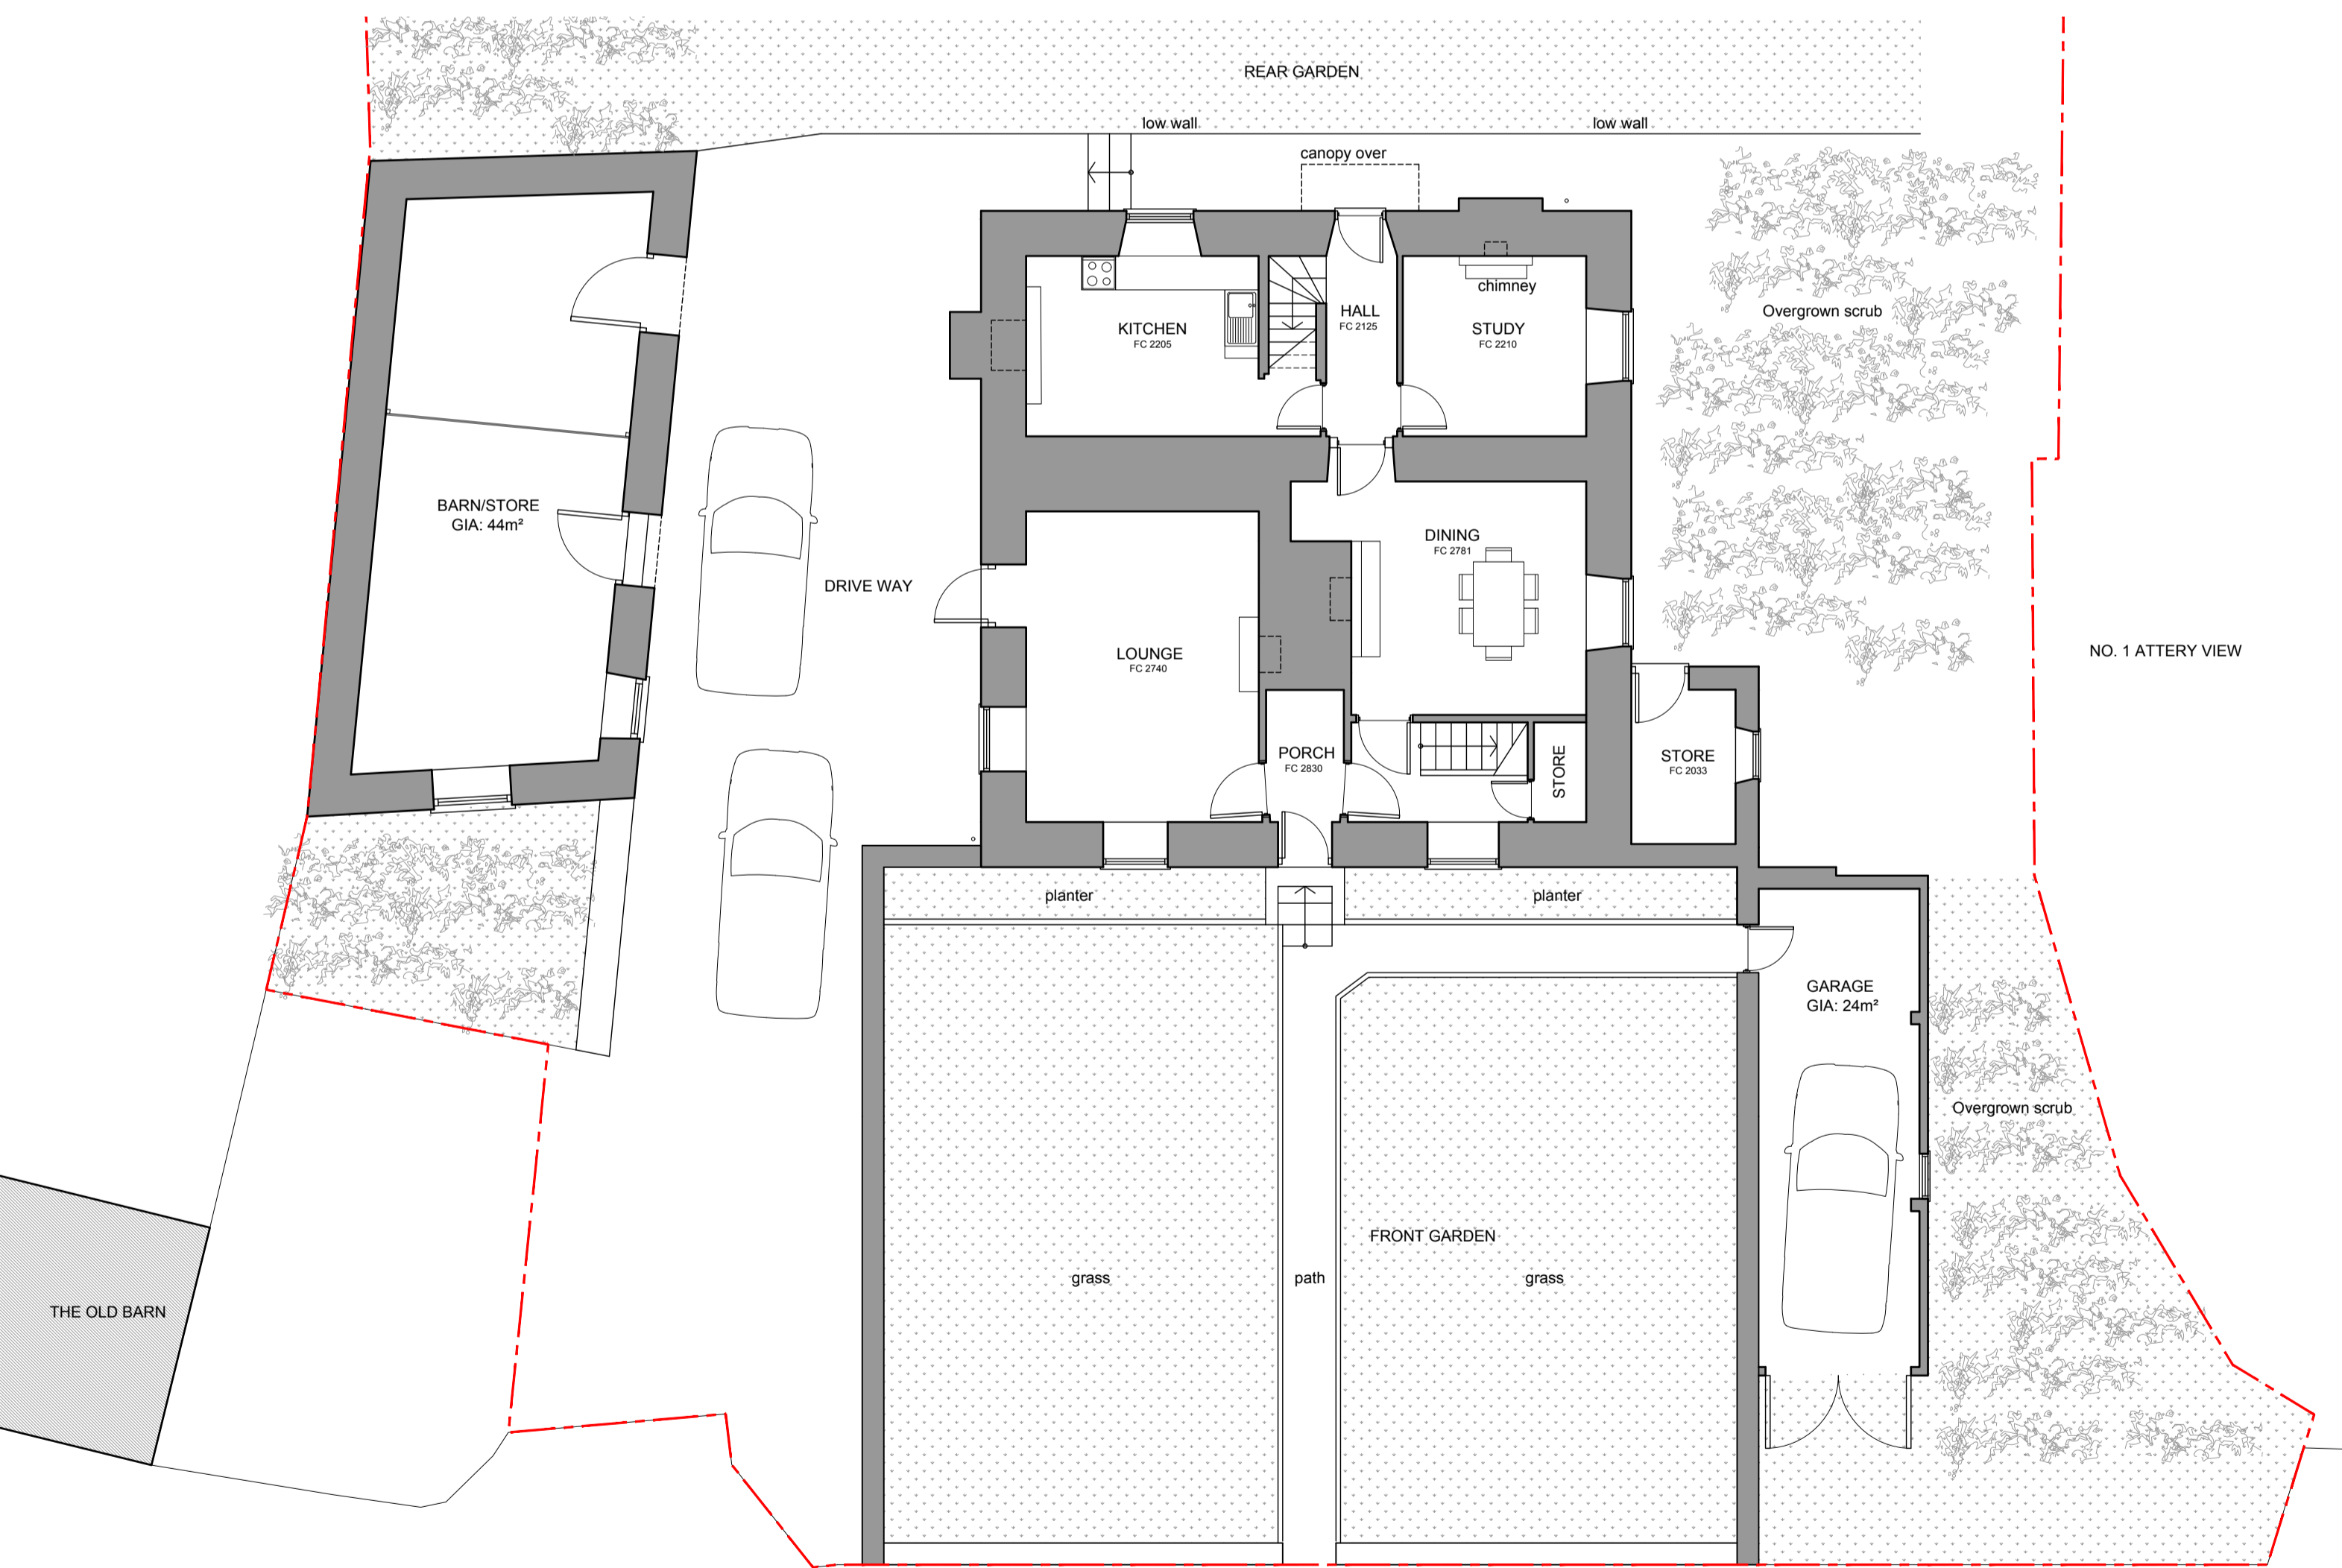 REAR GARDEN
low wall
low wall
canopy over
chimney
HALL
FC 2125
KITCHEN
FC 2205
STUDY
FC 2210
Overgrown scrub
BARN/STORE
GIA: 44m²
DINING
FC 2781
DRIVE WAY
LOUNGE
FC 2740
NO. 1 ATTERY VIEW
PORCH
FC 2830
STORE
STORE
FC 2033
planter
planter
GARAGE
GIA: 24m²
Overgrown scrub
FRONT GARDEN
grass
path
grass
THE OLD BARN